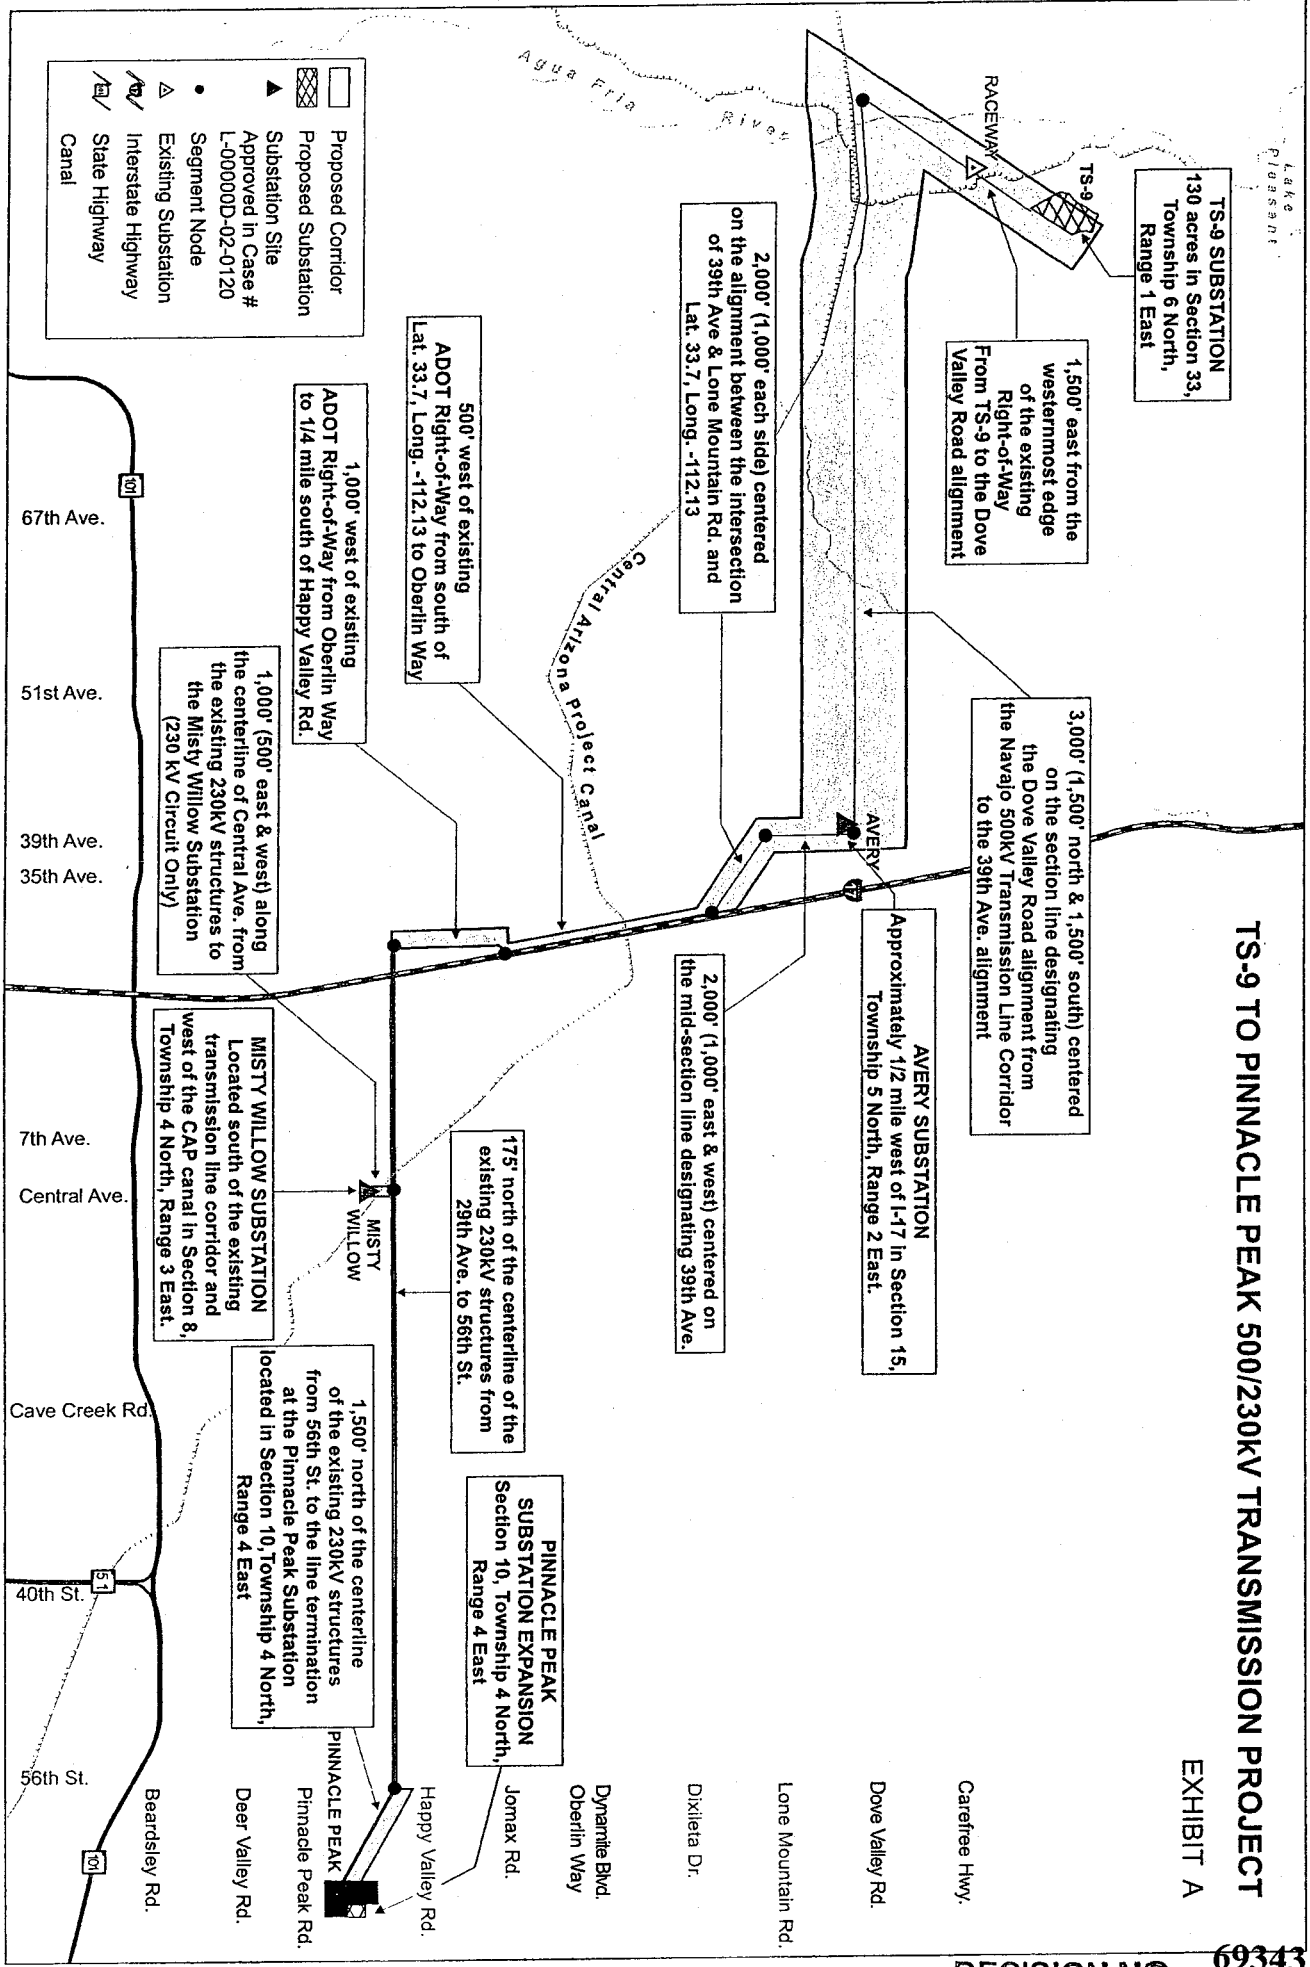 TS-9 TO PINNACLE PEAK 500/230kV TRANSMISSION PROJECT
EXHIBIT A
Lake
Pleasant
TS-9 SUBSTATION
130 acres in Section 33,
Township 6 North,
Range 1 East
TS-9
RACEWAY
Agua Fria River
1,500' east from the
westernmost edge
of the existing
Right-of-Way
From TS-9 to the Dove
Valley Road alignment
3,000' (1,500' north & 1,500' south) centered
on the section line designating
the Dove Valley Road alignment from
the Navajo 500kV Transmission Line Corridor
to the 39th Ave. alignment
AVERY SUBSTATION
Approximately 1/2 mile west of I-17 in Section 15,
Township 5 North, Range 2 East.
AVERY
17
2,000' (1,000' each side) centered
on the alignment between the intersection
of 39th Ave & Lone Mountain Rd. and
Lat. 33.7, Long. -112.13
2,000' (1,000' east & west) centered on
the mid-section line designating 39th Ave.
Central Arizona Project Canal
500' west of existing
ADOT Right-of-Way from south of
Lat. 33.7, Long. -112.13 to Oberlin Way
1,000' west of existing
ADOT Right-of-Way from Oberlin Way
to 1/4 mile south of Happy Valley Rd.
175' north of the centerline of the
existing 230kV structures from
29th Ave. to 56th St.
PINNACLE PEAK
SUBSTATION EXPANSION
Section 10, Township 4 North,
Range 4 East
1,000' (500' east & west) along
the centerline of Central Ave. from
the existing 230kV structures to
the Misty Willow Substation
(230 kV Circuit Only)
MISTY
WILLOW
MISTY WILLOW SUBSTATION
Located south of the existing
transmission line corridor and
west of the CAP canal in Section 8,
Township 4 North, Range 3 East.
1,500' north of the centerline
of the existing 230kV structures
from 56th St. to the line termination
at the Pinnacle Peak Substation
located in Section 10,Township 4 North,
Range 4 East
PINNACLE PEAK
Proposed Corridor
Proposed Substation
Substation Site
Approved in Case #
L-00000D-02-0120
Segment Node
Existing Substation
Interstate Highway
State Highway
Canal
Carefree Hwy.
Dove Valley Rd.
Lone Mountain Rd.
Dixileta Dr.
Dynamite Blvd.
Oberlin Way
Jomax Rd.
Happy Valley Rd.
Pinnacle Peak Rd.
Deer Valley Rd.
Beardsley Rd.
101
51
101
67th Ave.
51st Ave.
39th Ave.
35th Ave.
7th Ave.
Central Ave.
Cave Creek Rd.
40th St.
56th St.
DECISION NO. 69343